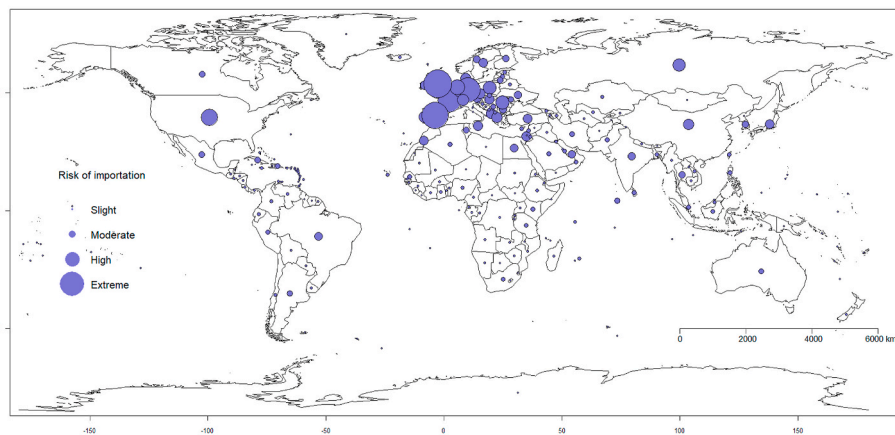 Risk of importation
Slight
Moderate
High
Extreme
0 2000 4000 6000 km
-150 -100 -50 0 50 100 150